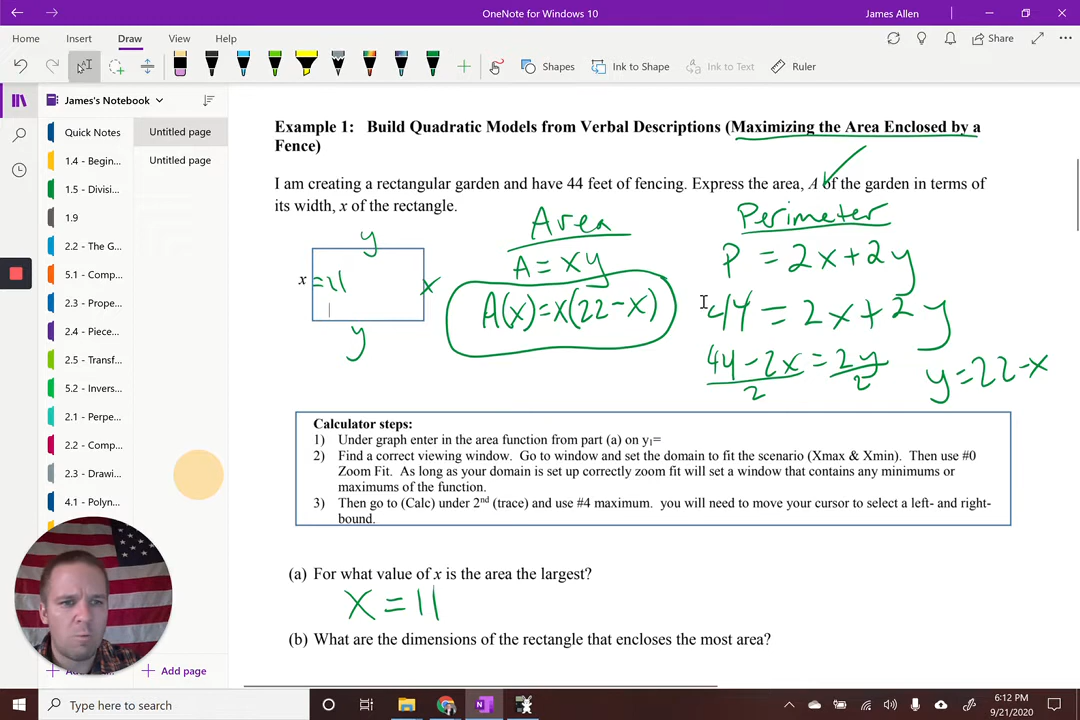 OneNote for Windows 10
James Allen
Home Insert Draw View Help
Shapes Ink to Shape Ink to Text Ruler
Share
James's Notebook
Quick Notes
1.4 - Begin...
1.5 - Divisi...
1.9
2.2 - The G...
5.1 - Comp...
2.3 - Prope...
2.4 - Piece...
2.5 - Transf...
5.2 - Invers...
2.1 - Perpe...
2.2 - Comp...
2.3 - Drawi...
4.1 - Polyn...
Untitled page
Untitled page
Add page
Example 1: Build Quadratic Models from Verbal Descriptions (Maximizing the Area Enclosed by a
Fence)
I am creating a rectangular garden and have 44 feet of fencing. Express the area, A of the garden in terms of
its width, x of the rectangle.
y
x =11
x
y
Area
A = xy
A(x)=x(22-x)
Perimeter
P = 2x+2y
44 = 2x+2y
44-2x = 2y
2 2
y=22-x
Calculator steps:
1) Under graph enter in the area function from part (a) on y₁=
2) Find a correct viewing window. Go to window and set the domain to fit the scenario (Xmax & Xmin). Then use #0
Zoom Fit. As long as your domain is set up correctly zoom fit will set a window that contains any minimums or
maximums of the function.
3) Then go to (Calc) under 2nd (trace) and use #4 maximum. you will need to move your cursor to select a left- and right-
bound.
(a) For what value of x is the area the largest?
x = 11
(b) What are the dimensions of the rectangle that encloses the most area?
Type here to search
6:12 PM
9/21/2020